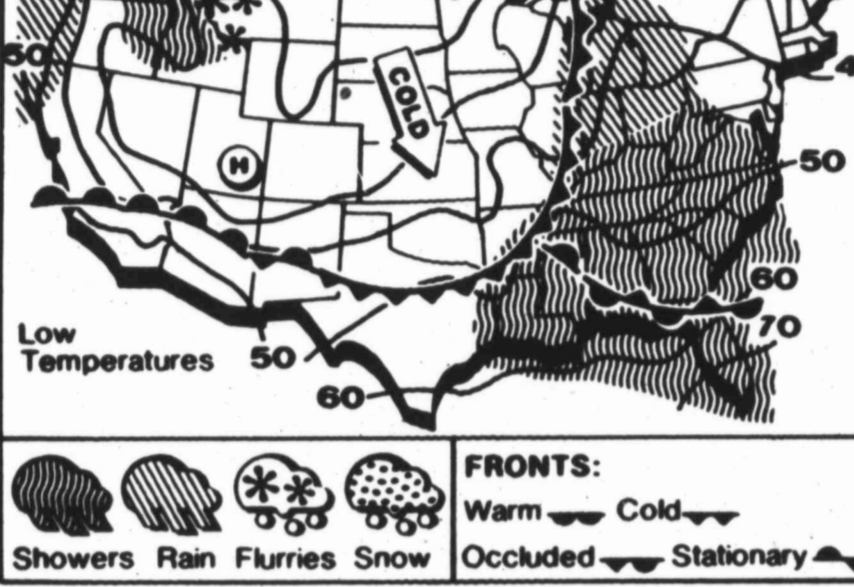 50
4
COLD
H
50
60
70
Low
Temperatures
50
60
Showers Rain Flurries Snow
FRONTS:
Warm Cold
Occluded Stationary